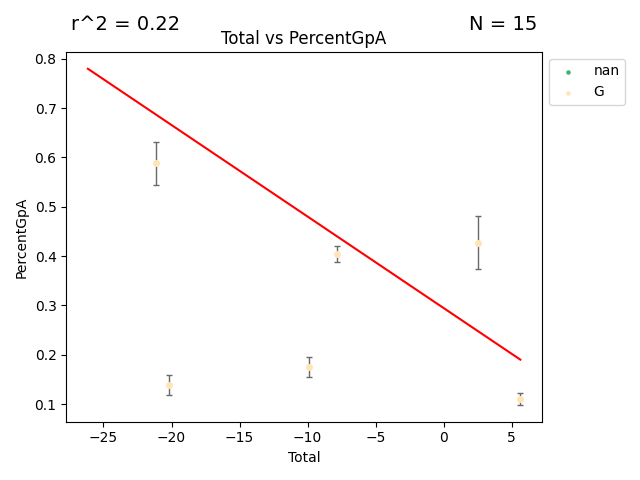 r^2 = 0.22
N = 15
Total vs PercentGpA
nan
G
PercentGpA
0.8
0.7
0.6
0.5
0.4
0.3
0.2
0.1
−25
−20
−15
−10
−5
0
5
Total